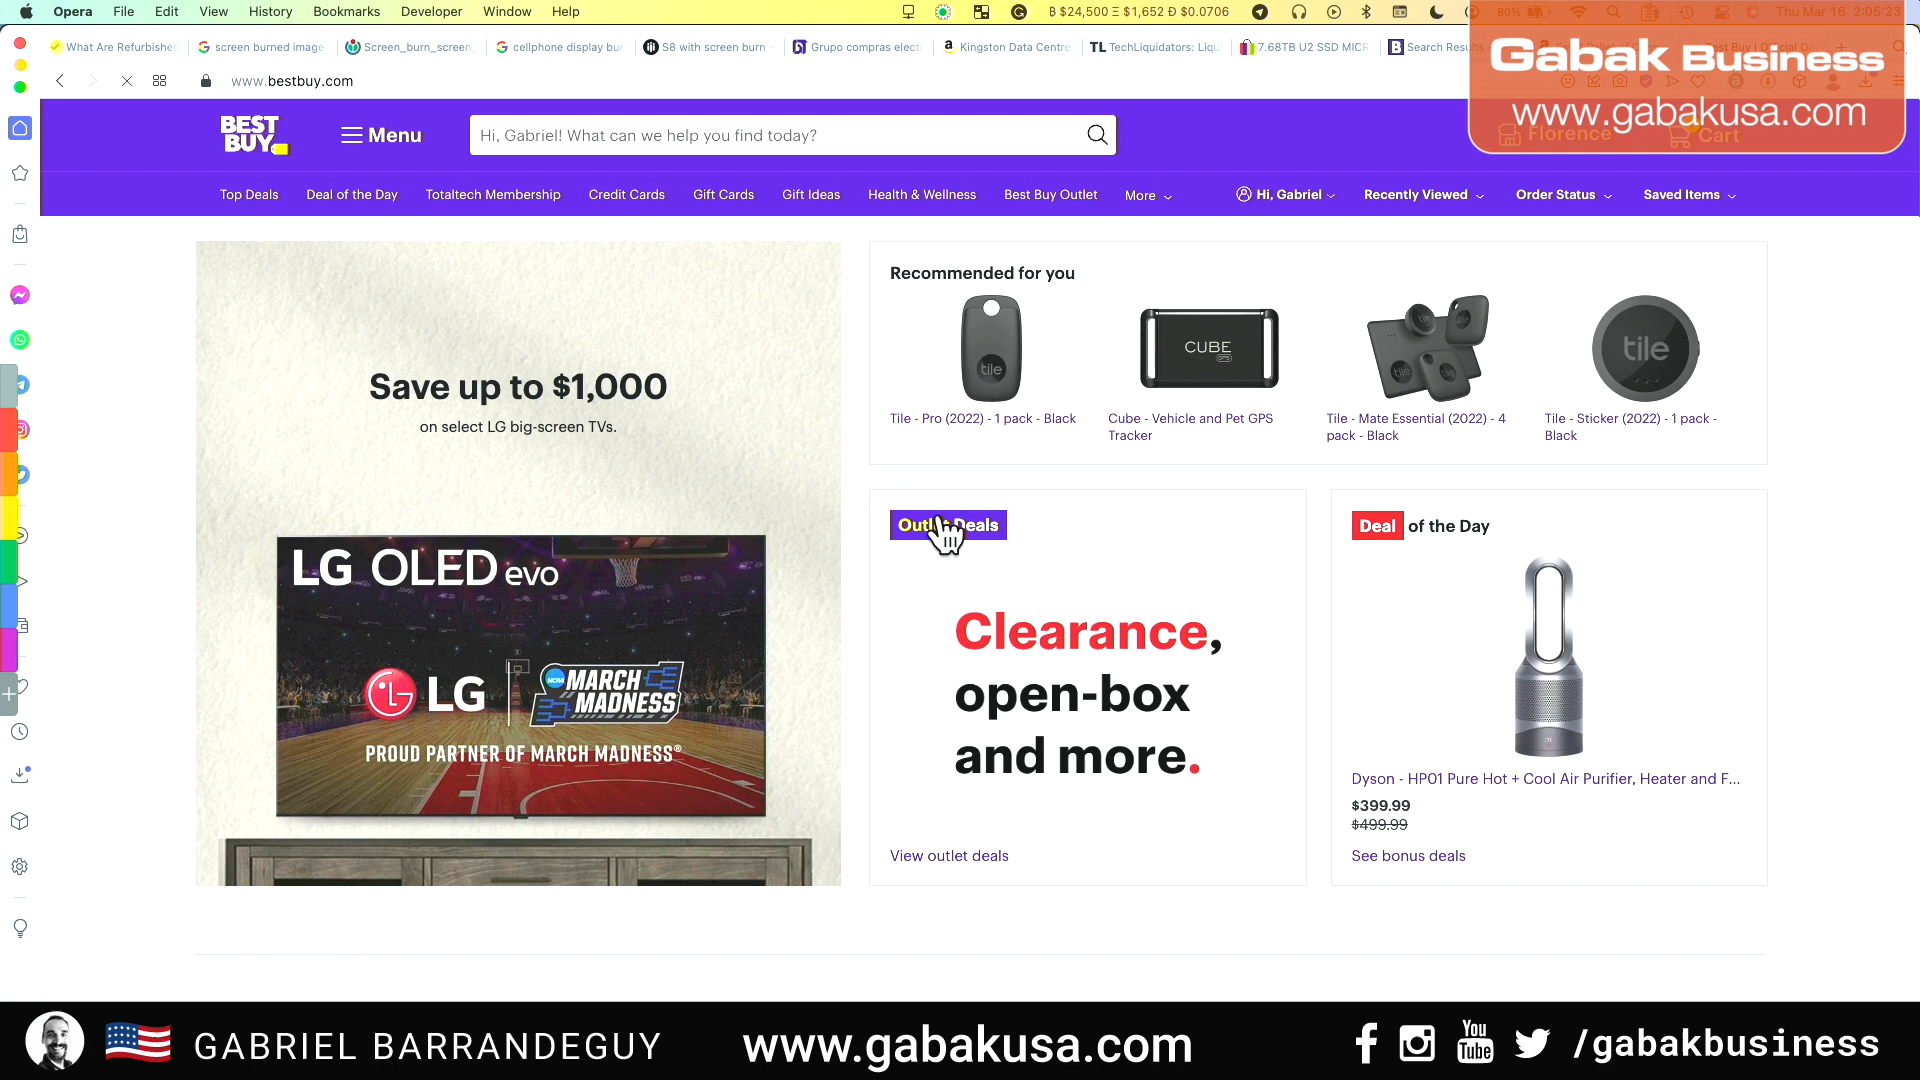 Opera File Edit View History Bookmarks Developer Window Help
₿ $24,500 Ξ $1,652 Ð $0.0706
80%
Thu Mar 16 2:05:23
What Are Refurbishe
screen burned image
Screen_burn_screen
cellphone display bu
S8 with screen burn
Grupo compras elect
Kingston Data Centre
TechLiquidators: Liqu
7.68TB U2 SSD MICR
Search Results
www.bestbuy.com
Gabak Business
www.gabakusa.com
BEST BUY
Menu
Hi, Gabriel! What can we help you find today?
Florence
Cart
Top Deals
Deal of the Day
Totaltech Membership
Credit Cards
Gift Cards
Gift Ideas
Health & Wellness
Best Buy Outlet
More
Hi, Gabriel
Recently Viewed
Order Status
Saved Items
Save up to $1,000
on select LG big-screen TVs.
LG OLED evo
LG
NCAA
MARCH MADNESS
PROUD PARTNER OF MARCH MADNESS®
Recommended for you
tile
CUBE
GPS
tile
Tile - Pro (2022) - 1 pack - Black
Cube - Vehicle and Pet GPS
Tracker
Tile - Mate Essential (2022) - 4
pack - Black
Tile - Sticker (2022) - 1 pack -
Black
Outlet Deals
Clearance,
open-box
and more.
View outlet deals
Deal of the Day
Dyson - HP01 Pure Hot + Cool Air Purifier, Heater and F...
$399.99
$499.99
See bonus deals
GABRIEL BARRANDEGUY
www.gabakusa.com
You Tube
/gabakbusiness